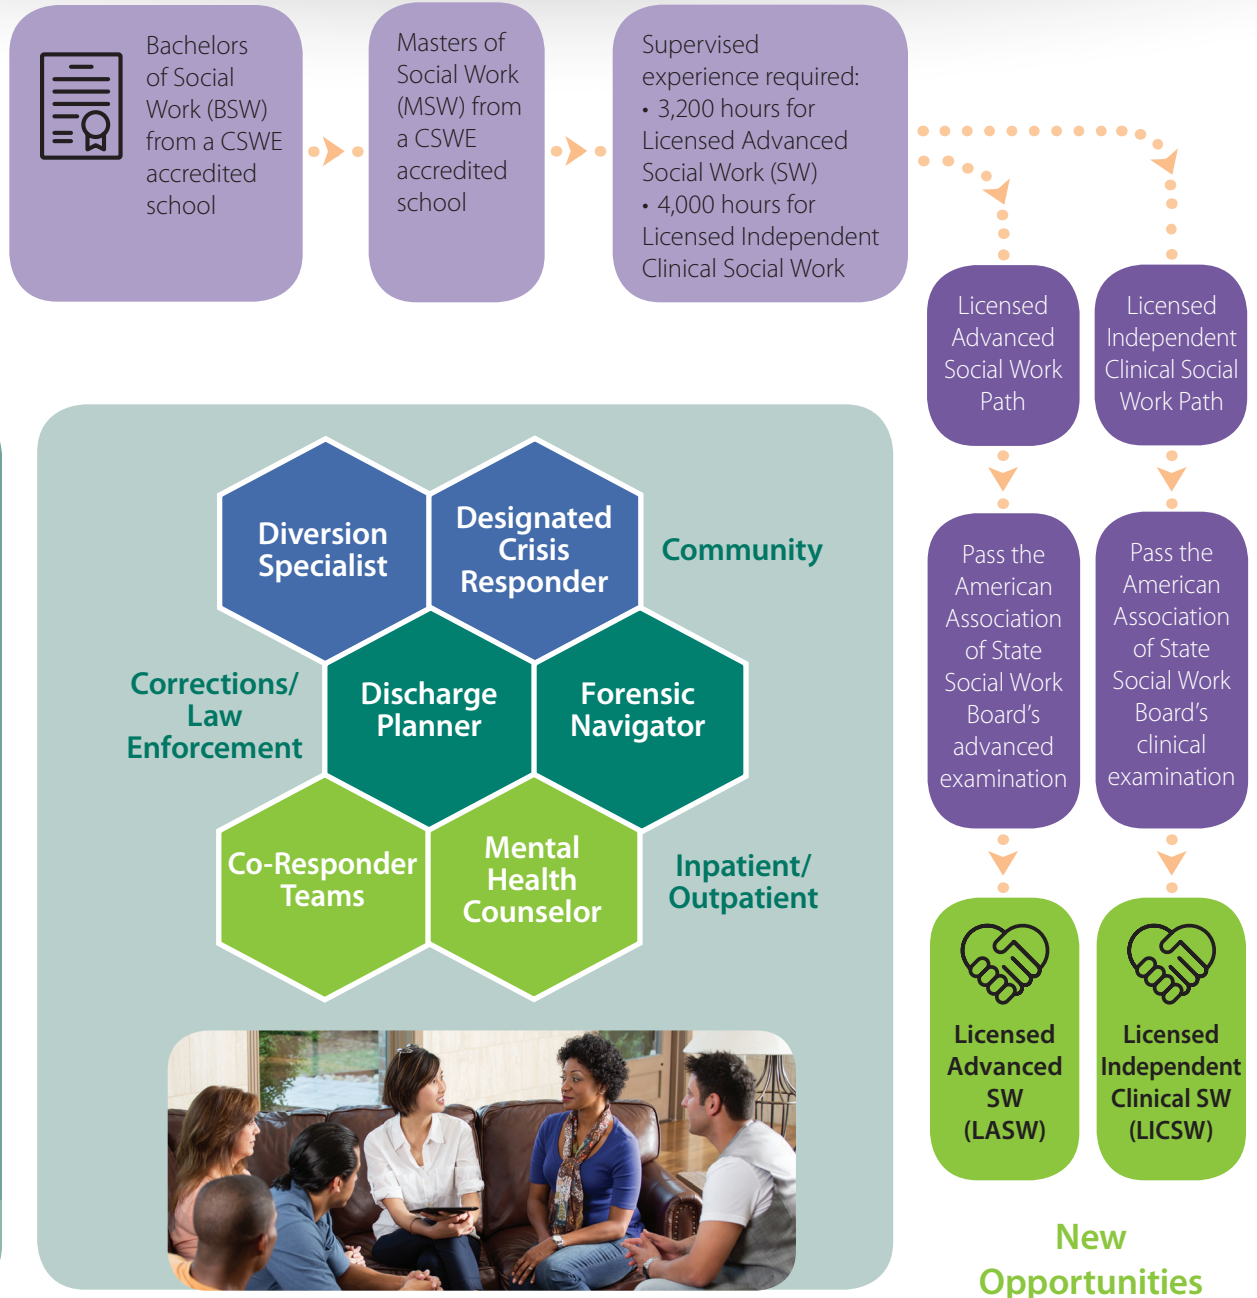 Bachelors
of Social
Work (BSW)
from a CSWE
accredited
school
Masters of
Social Work
(MSW) from
a CSWE
accredited
school
Supervised
experience required:
• 3,200 hours for
Licensed Advanced
Social Work (SW)
• 4,000 hours for
Licensed Independent
Clinical Social Work
Licensed
Advanced
Social Work
Path
Licensed
Independent
Clinical Social
Work Path
Pass the
American
Association
of State
Social Work
Board’s
advanced
examination
Pass the
American
Association
of State
Social Work
Board’s
clinical
examination
Licensed
Advanced
SW
(LASW)
Licensed
Independent
Clinical SW
(LICSW)
New
Opportunities
Diversion
Specialist
Designated
Crisis
Responder
Community
Corrections/
Law
Enforcement
Discharge
Planner
Forensic
Navigator
Co-Responder
Teams
Mental
Health
Counselor
Inpatient/
Outpatient